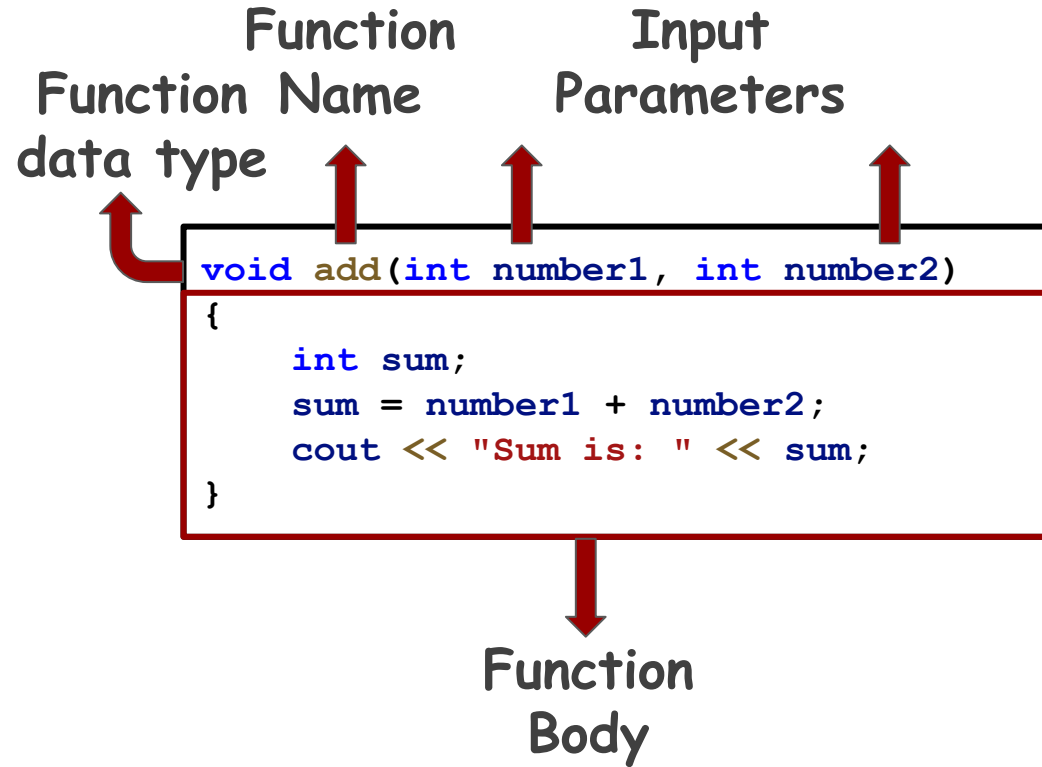 Function
Name
Input
Parameters
Function
data type
void add(int number1, int number2)
{
    int sum;
    sum = number1 + number2;
    cout << "Sum is: " << sum;
}
Function
Body